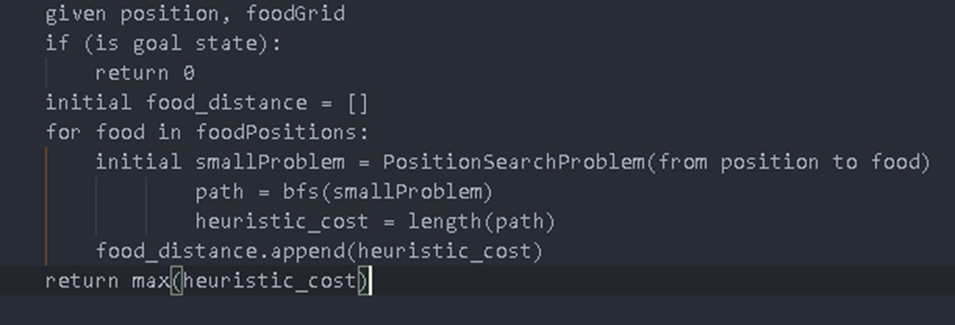 given position, foodGrid
if (is goal state):
return 0
initial food_distance = []
for food in foodPositions:
initial smallProblem = PositionSearchProblem(from position to food)
path = bfs(smallProblem)
heuristic_cost = length(path)
food_distance.append(heuristic_cost)
return max(heuristic_cost)